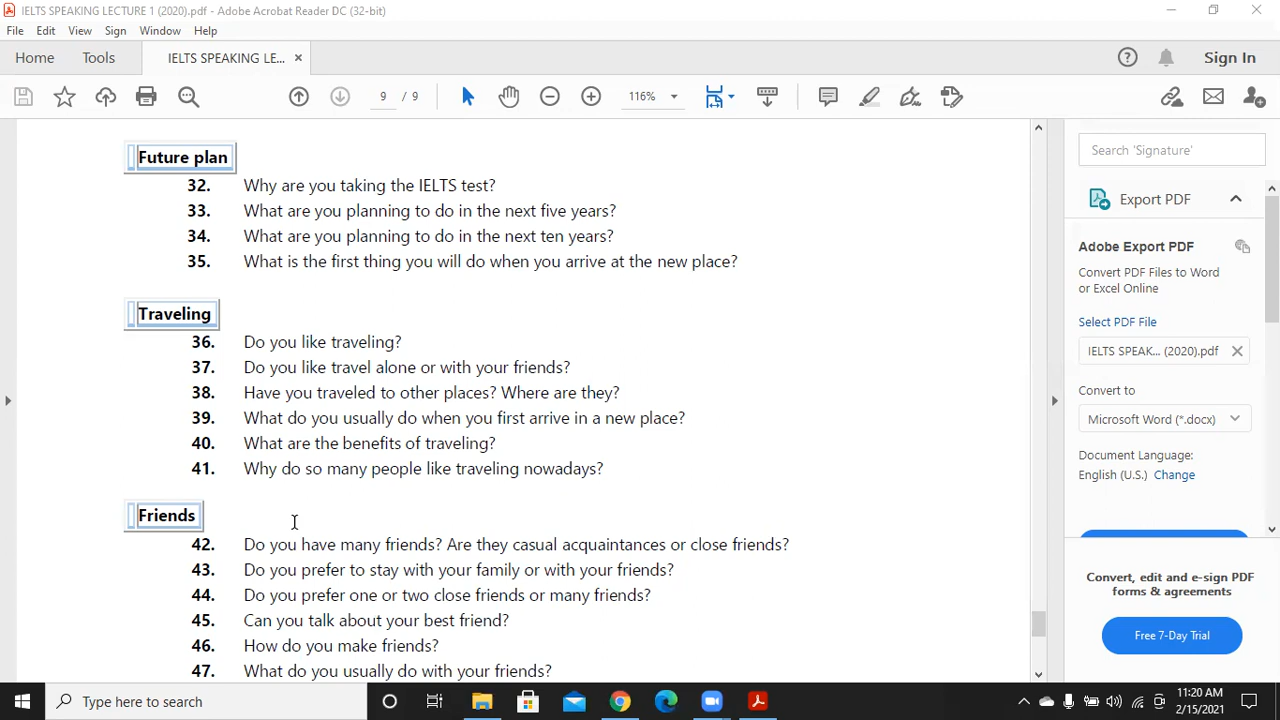 IELTS SPEAKING LECTURE 1 (2020).pdf - Adobe Acrobat Reader DC (32-bit)
File Edit View Sign Window Help
Home Tools IELTS SPEAKING LE... × ? Sign In
9 / 9 116%
Future plan
32. Why are you taking the IELTS test?
33. What are you planning to do in the next five years?
34. What are you planning to do in the next ten years?
35. What is the first thing you will do when you arrive at the new place?
Traveling
36. Do you like traveling?
37. Do you like travel alone or with your friends?
38. Have you traveled to other places? Where are they?
39. What do you usually do when you first arrive in a new place?
40. What are the benefits of traveling?
41. Why do so many people like traveling nowadays?
Friends
42. Do you have many friends? Are they casual acquaintances or close friends?
43. Do you prefer to stay with your family or with your friends?
44. Do you prefer one or two close friends or many friends?
45. Can you talk about your best friend?
46. How do you make friends?
47. What do you usually do with your friends?
Search 'Signature'
Export PDF
Adobe Export PDF
Convert PDF Files to Word
or Excel Online
Select PDF File
IELTS SPEAK... (2020).pdf
Convert to
Microsoft Word (*.docx)
Document Language:
English (U.S.) Change
Convert, edit and e-sign PDF
forms & agreements
Free 7-Day Trial
Type here to search
11:20 AM
2/15/2021